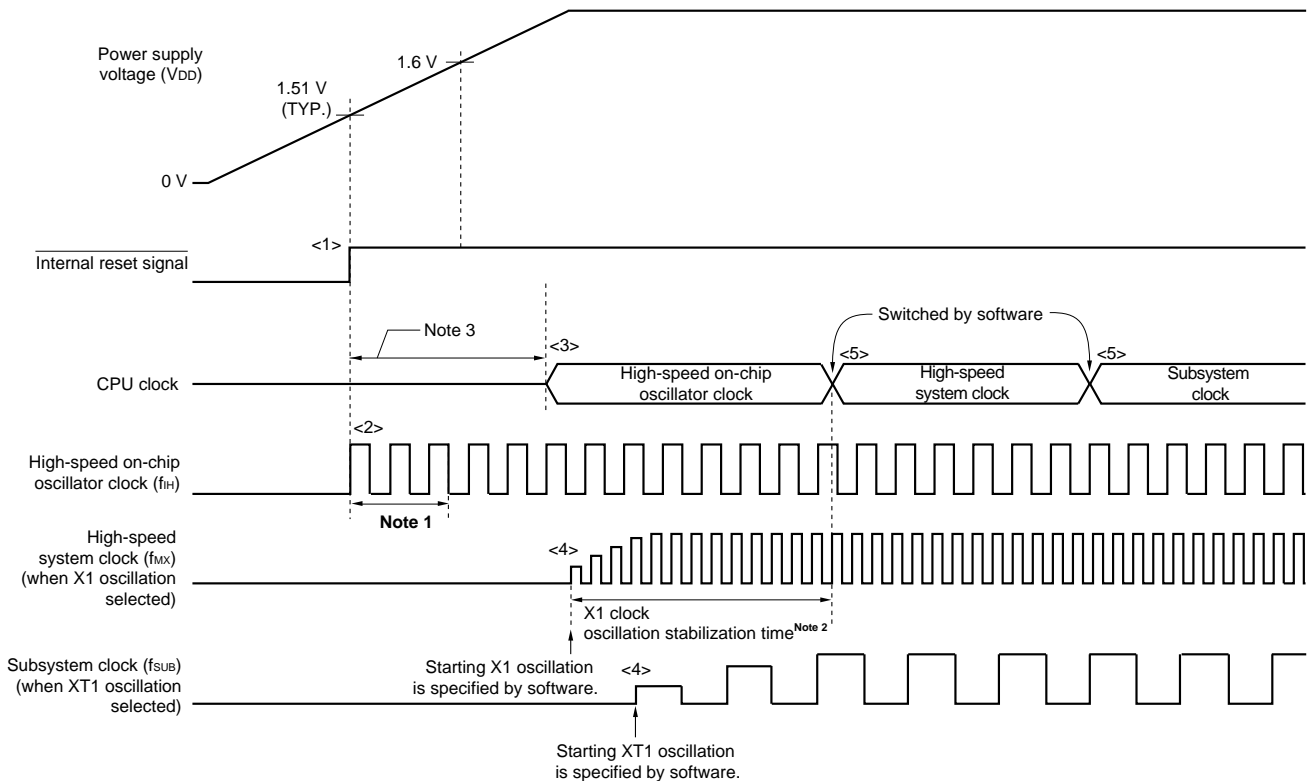 Power supply
voltage (VDD)
1.6 V
1.51 V
(TYP.)
0 V
<1>
Internal reset signal
Note 3
Switched by software
<3>
<5>
<5>
CPU clock
High-speed on-chip
oscillator clock
High-speed
system clock
Subsystem
clock
<2>
High-speed on-chip
oscillator clock (fIH)
Note 1
High-speed
system clock (fMX)
(when X1 oscillation
selected)
<4>
X1 clock
oscillation stabilization timeNote 2
Starting X1 oscillation
is specified by software.
Subsystem clock (fSUB)
(when XT1 oscillation
selected)
<4>
Starting XT1 oscillation
is specified by software.